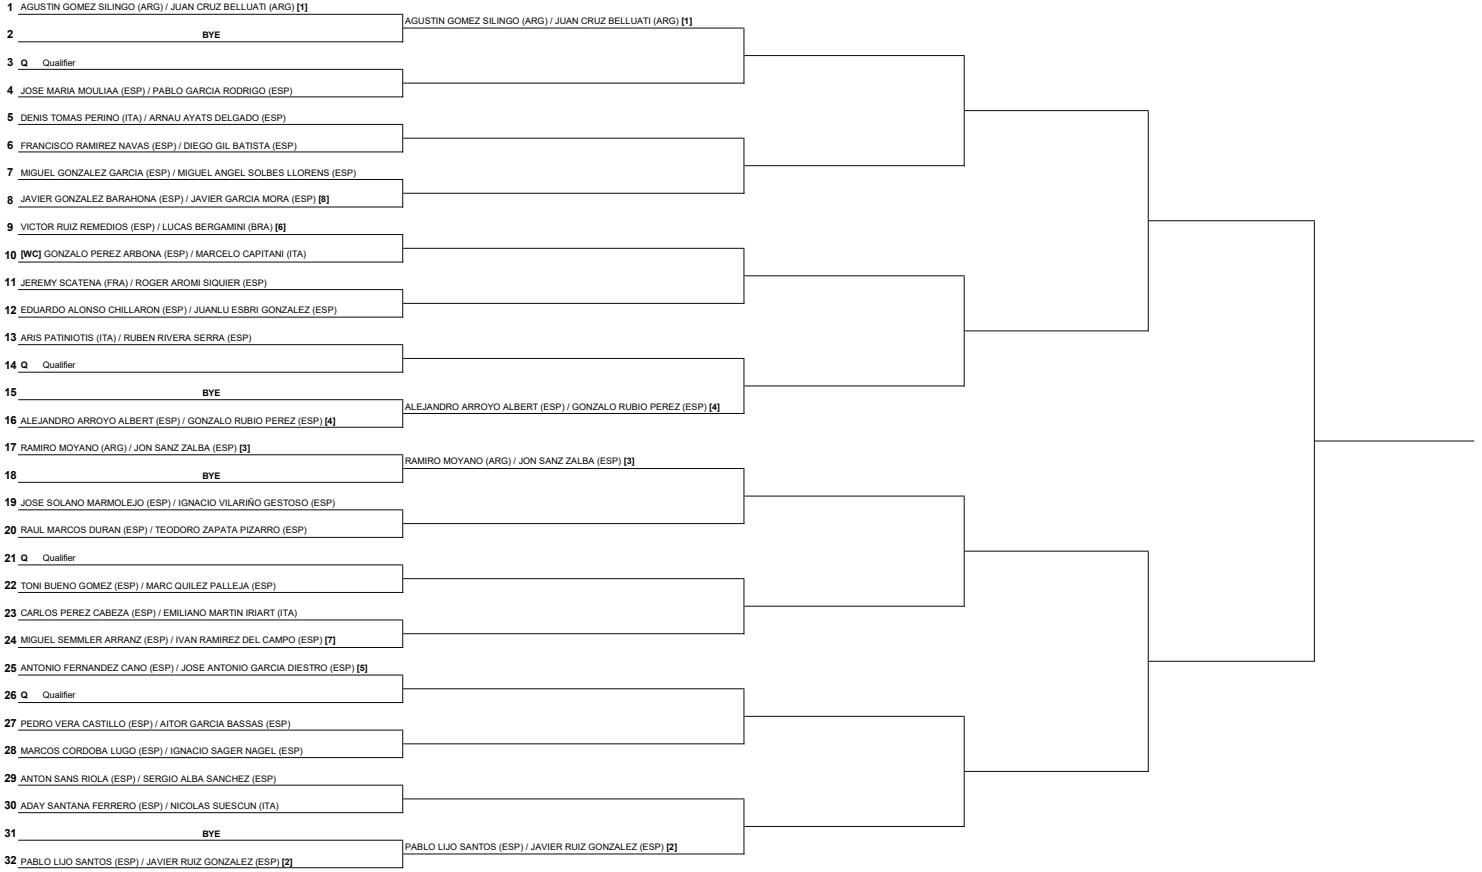 1 AGUSTIN GOMEZ SILINGO (ARG) / JUAN CRUZ BELLUATI (ARG) [1]
AGUSTIN GOMEZ SILINGO (ARG) / JUAN CRUZ BELLUATI (ARG) [1]
2 BYE
3 Q Qualifier
4 JOSE MARIA MOULIAA (ESP) / PABLO GARCIA RODRIGO (ESP)
5 DENIS TOMAS PERINO (ITA) / ARNAU AYATS DELGADO (ESP)
6 FRANCISCO RAMIREZ NAVAS (ESP) / DIEGO GIL BATISTA (ESP)
7 MIGUEL GONZALEZ GARCIA (ESP) / MIGUEL ANGEL SOLBES LLORENS (ESP)
8 JAVIER GONZALEZ BARAHONA (ESP) / JAVIER GARCIA MORA (ESP) [8]
9 VICTOR RUIZ REMEDIOS (ESP) / LUCAS BERGAMINI (BRA) [6]
10 [WC] GONZALO PEREZ ARBONA (ESP) / MARCELO CAPITANI (ITA)
11 JEREMY SCATENA (FRA) / ROGER AROMI SIQUIER (ESP)
12 EDUARDO ALONSO CHILLARON (ESP) / JUANLU ESBRI GONZALEZ (ESP)
13 ARIS PATINIOTIS (ITA) / RUBEN RIVERA SERRA (ESP)
14 Q Qualifier
15 BYE
ALEJANDRO ARROYO ALBERT (ESP) / GONZALO RUBIO PEREZ (ESP) [4]
16 ALEJANDRO ARROYO ALBERT (ESP) / GONZALO RUBIO PEREZ (ESP) [4]
17 RAMIRO MOYANO (ARG) / JON SANZ ZALBA (ESP) [3]
RAMIRO MOYANO (ARG) / JON SANZ ZALBA (ESP) [3]
18 BYE
19 JOSE SOLANO MARMOLEJO (ESP) / IGNACIO VILARIÑO GESTOSO (ESP)
20 RAUL MARCOS DURAN (ESP) / TEODORO ZAPATA PIZARRO (ESP)
21 Q Qualifier
22 TONI BUENO GOMEZ (ESP) / MARC QUILEZ PALLEJA (ESP)
23 CARLOS PEREZ CABEZA (ESP) / EMILIANO MARTIN IRIART (ITA)
24 MIGUEL SEMMLER ARRANZ (ESP) / IVAN RAMIREZ DEL CAMPO (ESP) [7]
25 ANTONIO FERNANDEZ CANO (ESP) / JOSE ANTONIO GARCIA DIESTRO (ESP) [5]
26 Q Qualifier
27 PEDRO VERA CASTILLO (ESP) / AITOR GARCIA BASSAS (ESP)
28 MARCOS CORDOBA LUGO (ESP) / IGNACIO SAGER NAGEL (ESP)
29 ANTON SANS RIOLA (ESP) / SERGIO ALBA SANCHEZ (ESP)
30 ADAY SANTANA FERRERO (ESP) / NICOLAS SUESCUN (ITA)
31 BYE
PABLO LIJO SANTOS (ESP) / JAVIER RUIZ GONZALEZ (ESP) [2]
32 PABLO LIJO SANTOS (ESP) / JAVIER RUIZ GONZALEZ (ESP) [2]